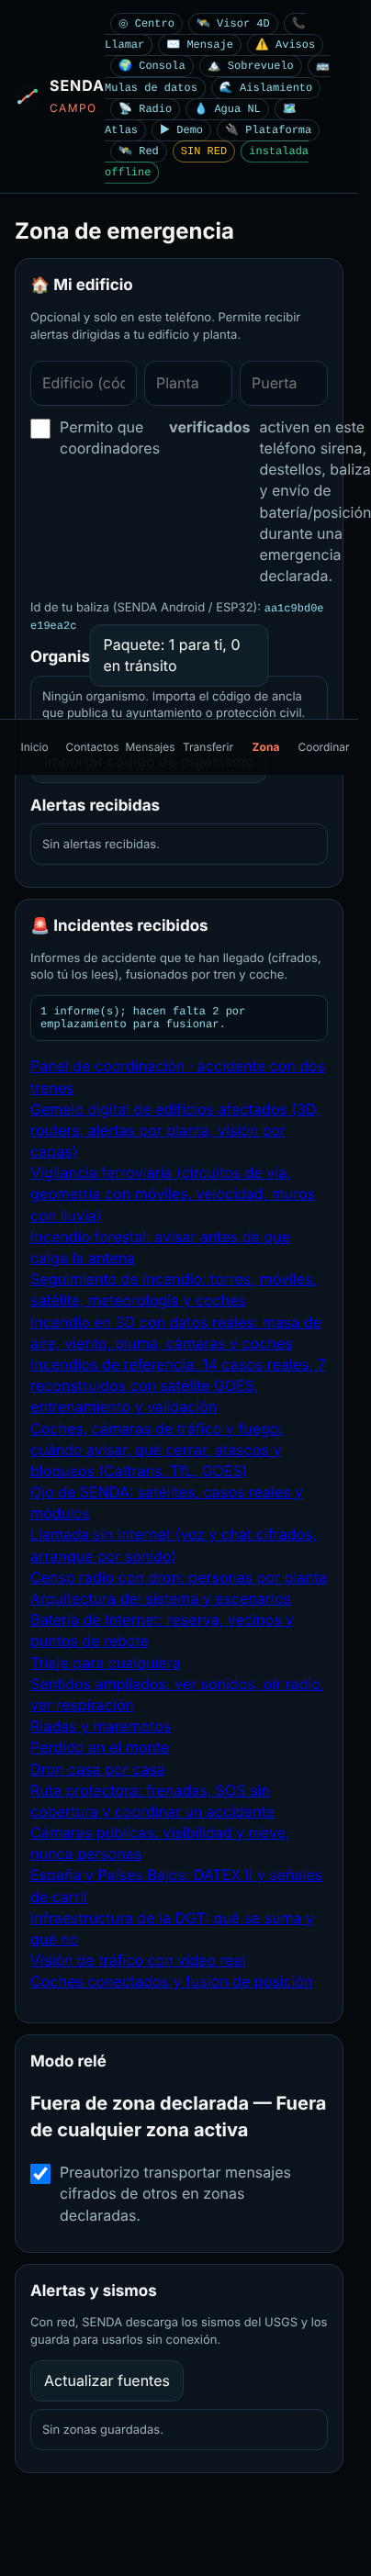 ◎ Centro 🛰️ Visor 4D 📞
Llamar ✉️ Mensaje ⚠️ Avisos
🌍 Consola 🏔️ Sobrevuelo 🚌
Mulas de datos 🌊 Aislamiento
📡 Radio 💧 Agua NL 🗺️
Atlas ▶ Demo 🔌 Plataforma
🛰️ Red SIN RED instalada
offline
SENDA
CAMPO
Zona de emergencia
🏠 Mi edificio
Opcional y solo en este teléfono. Permite recibir
alertas dirigidas a tu edificio y planta.
Edificio (cóc Planta Puerta
Permito que
coordinadores
verificados
activen en este
teléfono sirena,
destellos, baliza
y envío de
batería/posición
durante una
emergencia
declarada.
Id de tu baliza (SENDA Android / ESP32): aa1c9bd0e
e19ea2c
Paquete: 1 para ti, 0
en tránsito
Organis
Ningún organismo. Importa el código de ancla
que publica tu ayuntamiento o protección civil.
Inicio Contactos Mensajes Transferir Zona Coordinar
Importar código de organismo
Alertas recibidas
Sin alertas recibidas.
🚨 Incidentes recibidos
Informes de accidente que te han llegado (cifrados,
solo tú los lees), fusionados por tren y coche.
1 informe(s); hacen falta 2 por
emplazamiento para fusionar.
Panel de coordinación · accidente con dos
trenes
Gemelo digital de edificios afectados (3D,
routers, alertas por planta, visión por
capas)
Vigilancia ferroviaria (circuitos de vía,
geometría con móviles, velocidad, muros
con lluvia)
Incendio forestal: avisar antes de que
caiga la antena
Seguimiento de incendio: torres, móviles,
satélite, meteorología y coches
Incendio en 3D con datos reales: masa de
aire, viento, pluma, cámaras y coches
Incendios de referencia: 14 casos reales, 7
reconstruidos con satélite GOES,
entrenamiento y validación
Coches, cámaras de tráfico y fuego:
cuándo avisar, qué cerrar, atascos y
bloqueos (Caltrans, TfL, GOES)
Ojo de SENDA: satélites, casos reales y
módulos
Llamada sin Internet (voz y chat cifrados,
arranque por sonido)
Censo radio con dron: personas por planta
Arquitectura del sistema y escenarios
Batería de Internet: reserva, vecinos y
puntos de rebote
Triaje para cualquiera
Sentidos ampliados: ver sonidos, oír radio,
ver respiración
Riadas y maremotos
Perdido en el monte
Dron casa por casa
Ruta protectora: frenadas, SOS sin
cobertura y coordinar un accidente
Cámaras públicas: visibilidad y nieve,
nunca personas
España y Países Bajos: DATEX II y señales
de carril
Infraestructura de la DGT: qué se suma y
qué no
Visión de tráfico con vídeo real
Coches conectados y fusión de posición
Modo relé
Fuera de zona declarada — Fuera
de cualquier zona activa
Preautorizo transportar mensajes
cifrados de otros en zonas
declaradas.
Alertas y sismos
Con red, SENDA descarga los sismos del USGS y los
guarda para usarlos sin conexión.
Actualizar fuentes
Sin zonas guardadas.